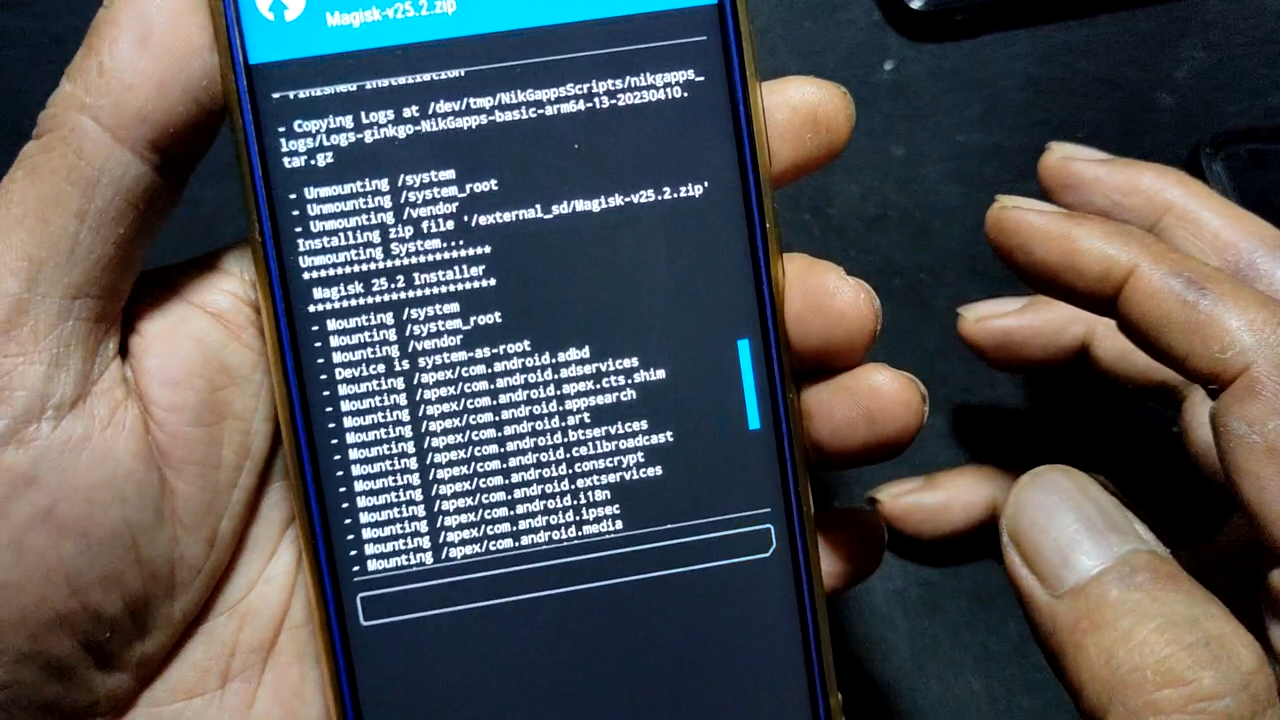 Magisk-v25.2.zip
- Finished Installation
- Copying Logs at /dev/tmp/NikGappsScripts/nikgapps_
logs/Logs-ginkgo-NikGapps-basic-arm64-13-20230410.
tar.gz
- Unmounting /system
- Unmounting /system_root
- Unmounting /vendor
Installing zip file '/external_sd/Magisk-v25.2.zip'
Unmounting System...
************************
Magisk 25.2 Installer
************************
- Mounting /system
- Mounting /system_root
- Mounting /vendor
- Device is system-as-root
- Mounting /apex/com.android.adbd
- Mounting /apex/com.android.adservices
- Mounting /apex/com.android.apex.cts.shim
- Mounting /apex/com.android.appsearch
- Mounting /apex/com.android.art
- Mounting /apex/com.android.btservices
- Mounting /apex/com.android.cellbroadcast
- Mounting /apex/com.android.conscrypt
- Mounting /apex/com.android.extservices
- Mounting /apex/com.android.i18n
- Mounting /apex/com.android.ipsec
- Mounting /apex/com.android.media